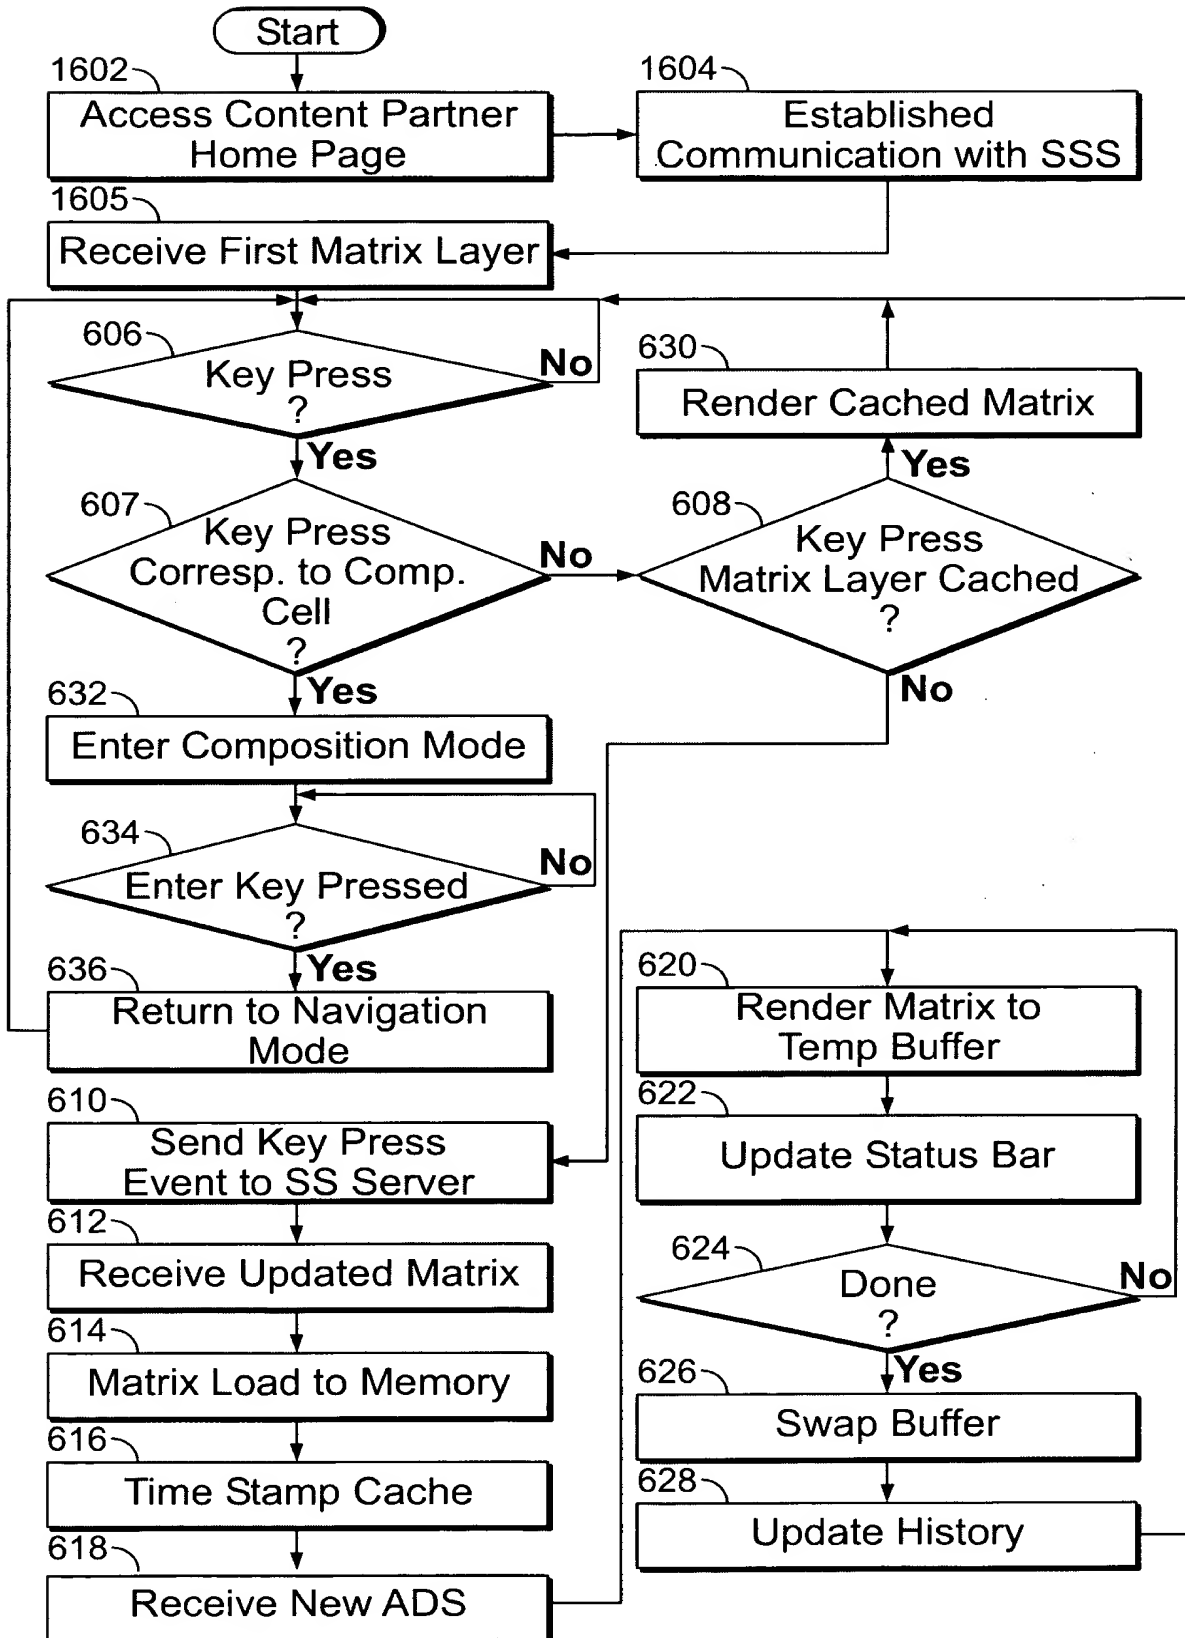 Start
1602
Access Content Partner
Home Page
1604
Established
Communication with SSS
1605
Receive First Matrix Layer
606
Key Press
?
No
Yes
630
Render Cached Matrix
607
Key Press
Corresp. to Comp.
Cell
?
No
Yes
608
Key Press
Matrix Layer Cached
?
Yes
No
632
Enter Composition Mode
634
Enter Key Pressed
?
No
Yes
636
Return to Navigation
Mode
610
Send Key Press
Event to SS Server
612
Receive Updated Matrix
614
Matrix Load to Memory
616
Time Stamp Cache
618
Receive New ADS
620
Render Matrix to
Temp Buffer
622
Update Status Bar
624
Done
?
No
Yes
626
Swap Buffer
628
Update History